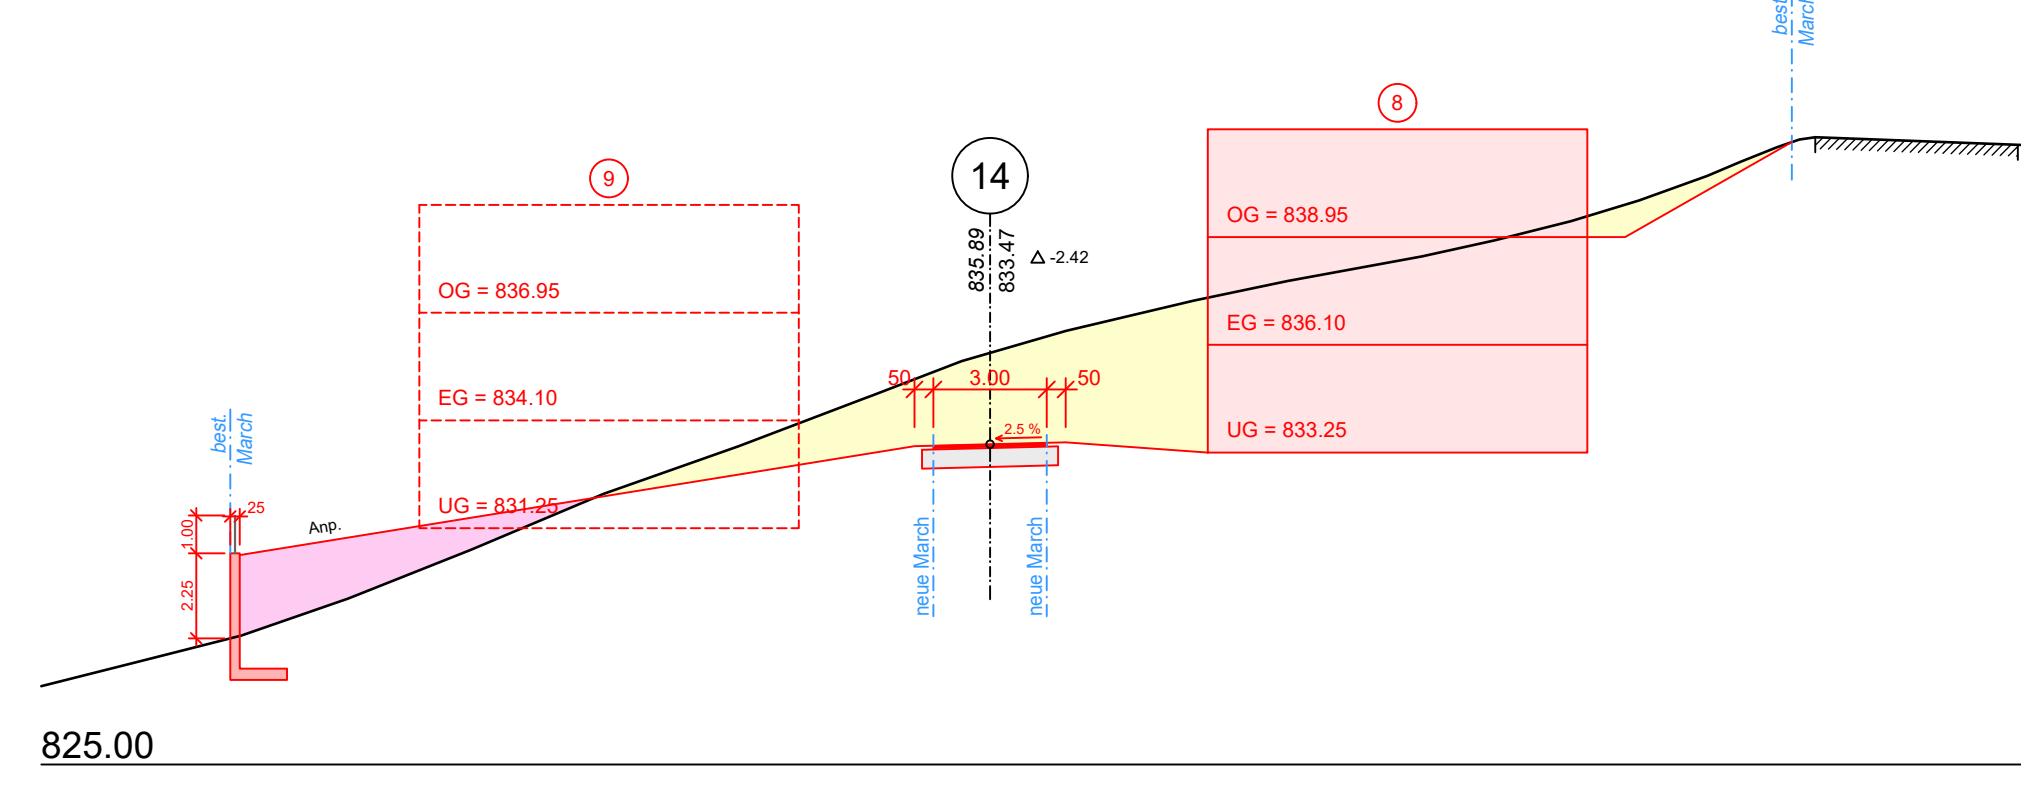 best.
March
8
14
9
OG = 838.95
835.89
833.47
△ -2.42
OG = 836.95
EG = 836.10
50
3.00
50
EG = 834.10
best.
March
2.5 %
UG = 833.25
UG = 831.25
25
1.00
Anp.
2.25
neue March
neue March
825.00